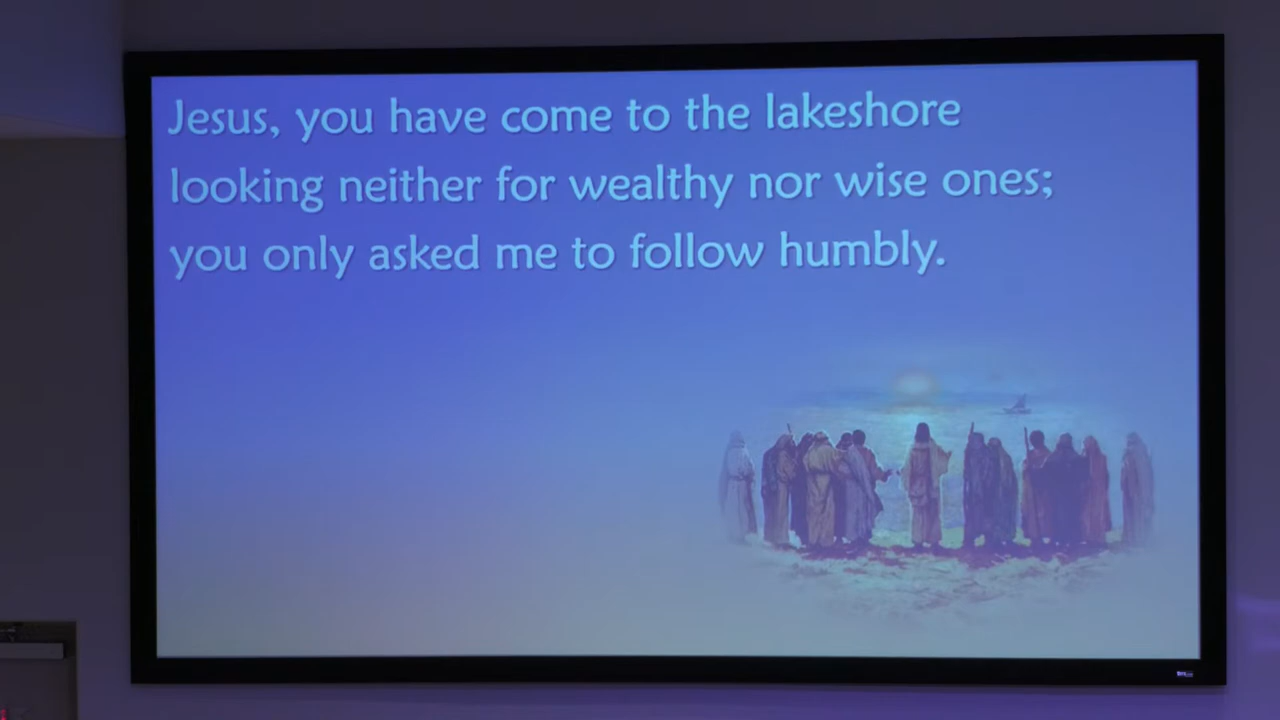 Jesus, you have come to the lakeshore
looking neither for wealthy nor wise ones;
you only asked me to follow humbly.